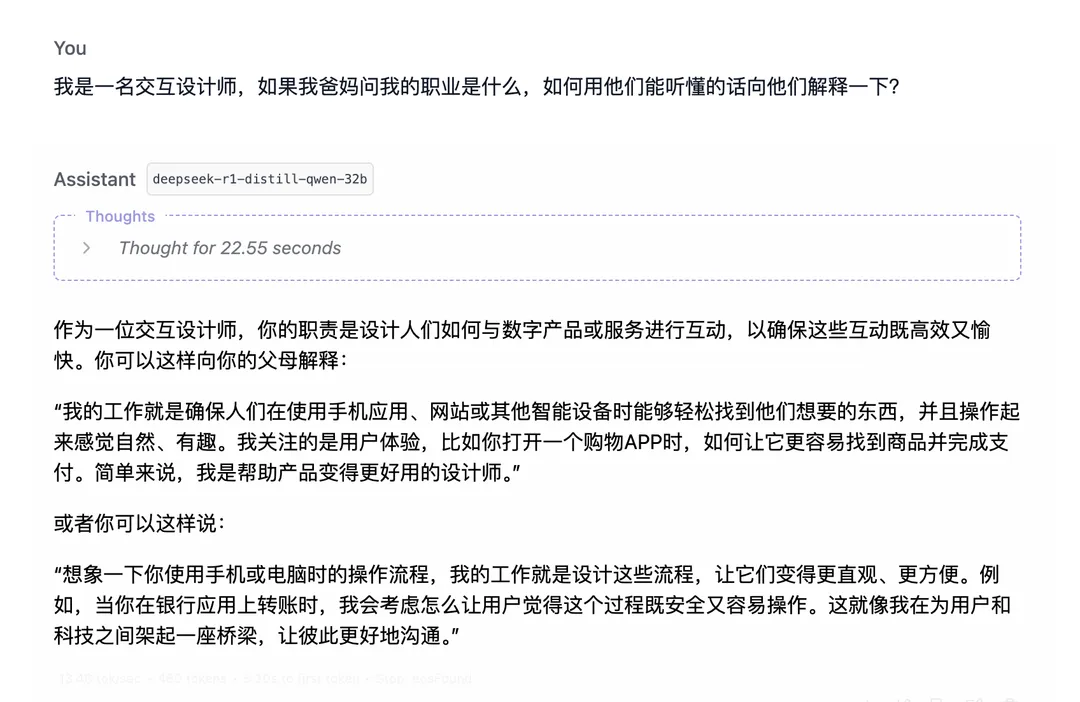 You
我是一名交互设计师，如果我爸妈问我的职业是什么，如何用他们能听懂的话向他们解释一下?
Assistant deepseek-r1-distill-qwen-32b
Thoughts
Thought for 22.55 seconds
作为一位交互设计师，你的职责是设计人们如何与数字产品或服务进行互动，以确保这些互动既高效又愉
快。你可以这样向你的父母解释：
“我的工作就是确保人们在使用手机应用、网站或其他智能设备时能够轻松找到他们想要的东西，并且操作起
来感觉自然、有趣。我关注的是用户体验，比如你打开一个购物APP时，如何让它更容易找到商品并完成支
付。简单来说，我是帮助产品变得更好用的设计师。”
或者你可以这样说：
“想象一下你使用手机或电脑时的操作流程，我的工作就是设计这些流程，让它们变得更直观、更方便。例
如，当你在银行应用上转账时，我会考虑怎么让用户觉得这个过程既安全又容易操作。这就像我在为用户和
科技之间架起一座桥梁，让彼此更好地沟通。”